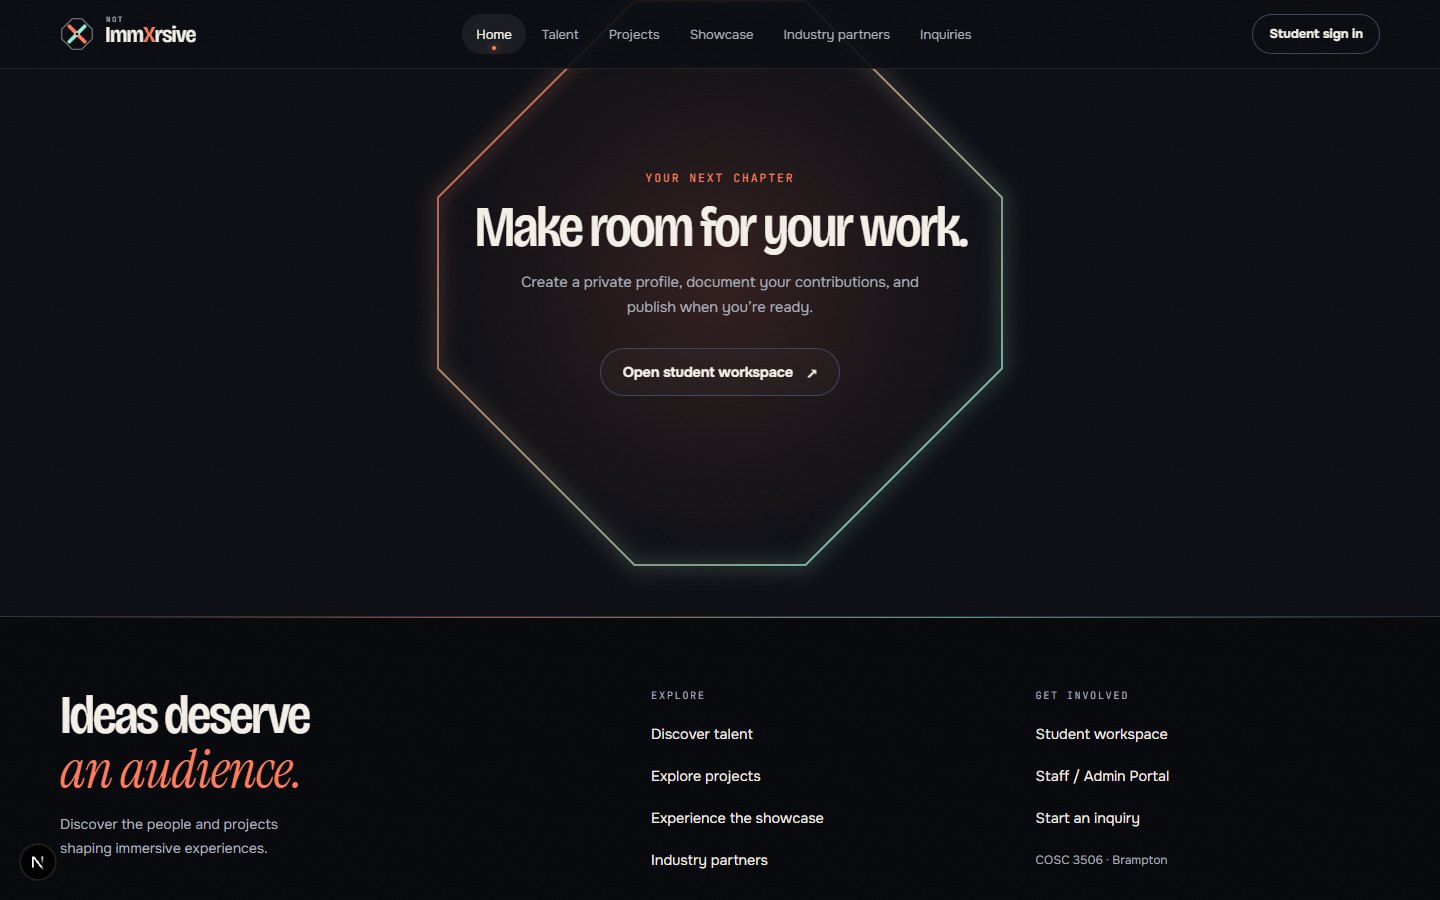 NOT
ImmXrsive
Home
Talent
Projects
Showcase
Industry partners
Inquiries
Student sign in
YOUR NEXT CHAPTER
Make room for your work.
Create a private profile, document your contributions, and
publish when you’re ready.
Open student workspace ↗
Ideas deserve
an audience.
Discover the people and projects
shaping immersive experiences.
EXPLORE
Discover talent
Explore projects
Experience the showcase
Industry partners
GET INVOLVED
Student workspace
Staff / Admin Portal
Start an inquiry
COSC 3506 · Brampton
N